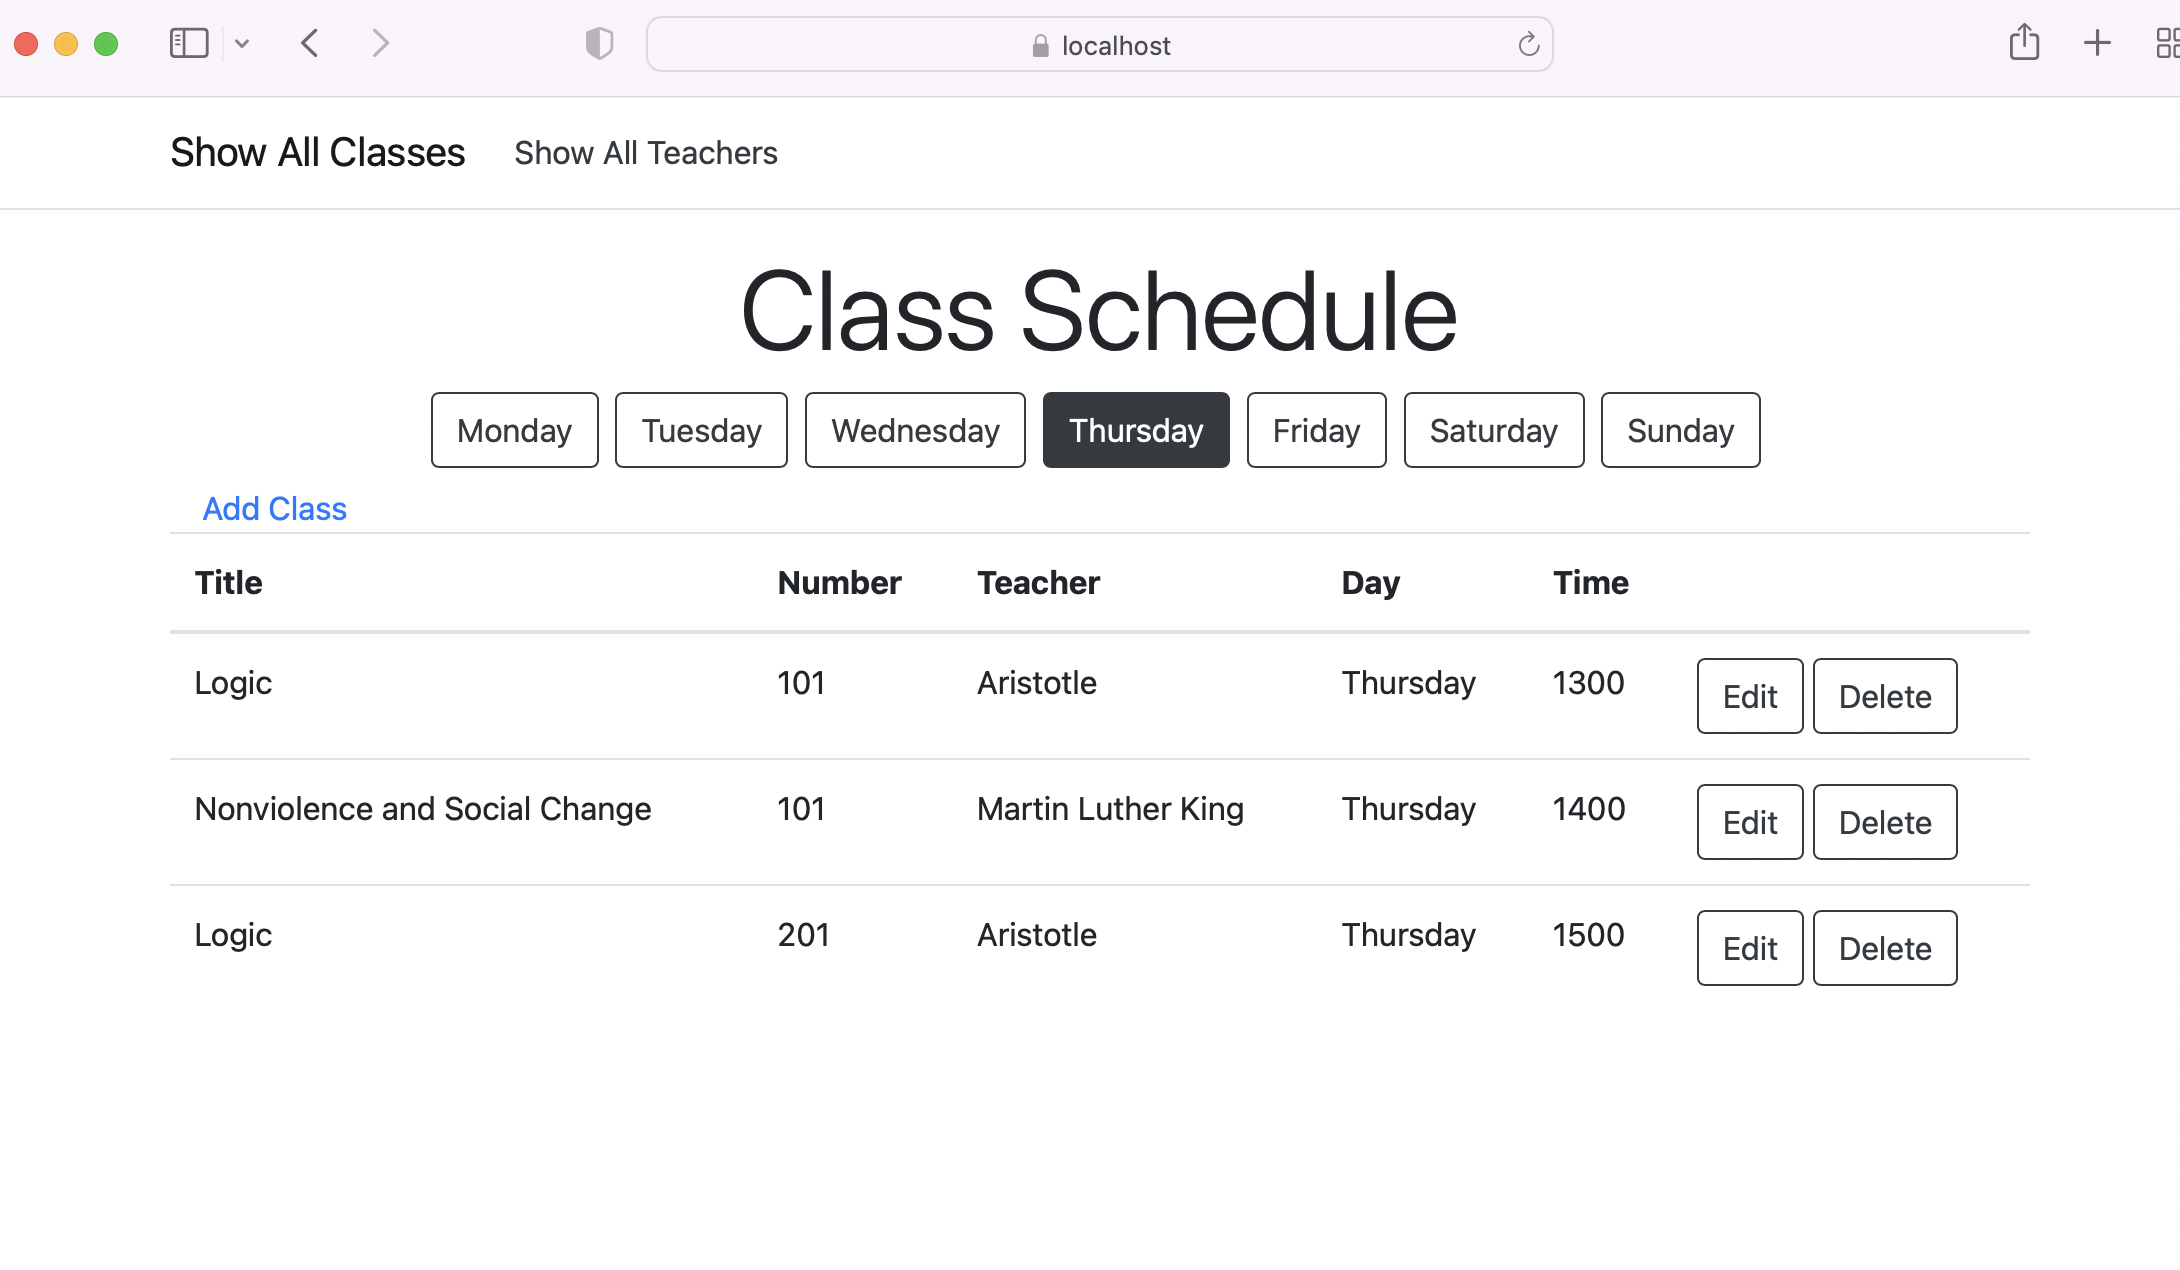 localhost
Show All Classes Show All Teachers
Class Schedule
Monday Tuesday Wednesday Thursday Friday Saturday Sunday
Add Class
Title Number Teacher Day Time
Logic 101 Aristotle Thursday 1300 Edit Delete
Nonviolence and Social Change 101 Martin Luther King Thursday 1400 Edit Delete
Logic 201 Aristotle Thursday 1500 Edit Delete